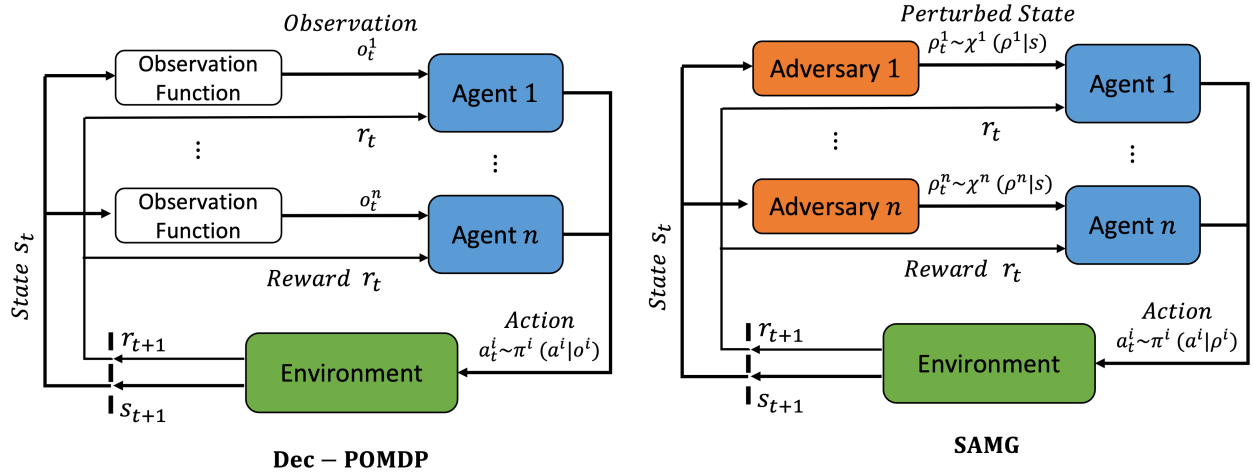 Observation
o_t^1
Observation
Function
Agent 1
r_t
⋮
⋮
Observation
Function
o_t^n
Agent n
Reward r_t
State s_t
Action
a_t^i~π^i (a^i|o^i)
r_{t+1}
Environment
s_{t+1}
Dec − POMDP
Perturbed State
ρ_t^1~χ^1 (ρ^1|s)
Adversary 1
Agent 1
r_t
⋮
⋮
ρ_t^n~χ^n (ρ^n|s)
Adversary n
Agent n
Reward r_t
State s_t
Action
a_t^i~π^i (a^i|ρ^i)
r_{t+1}
Environment
s_{t+1}
SAMG